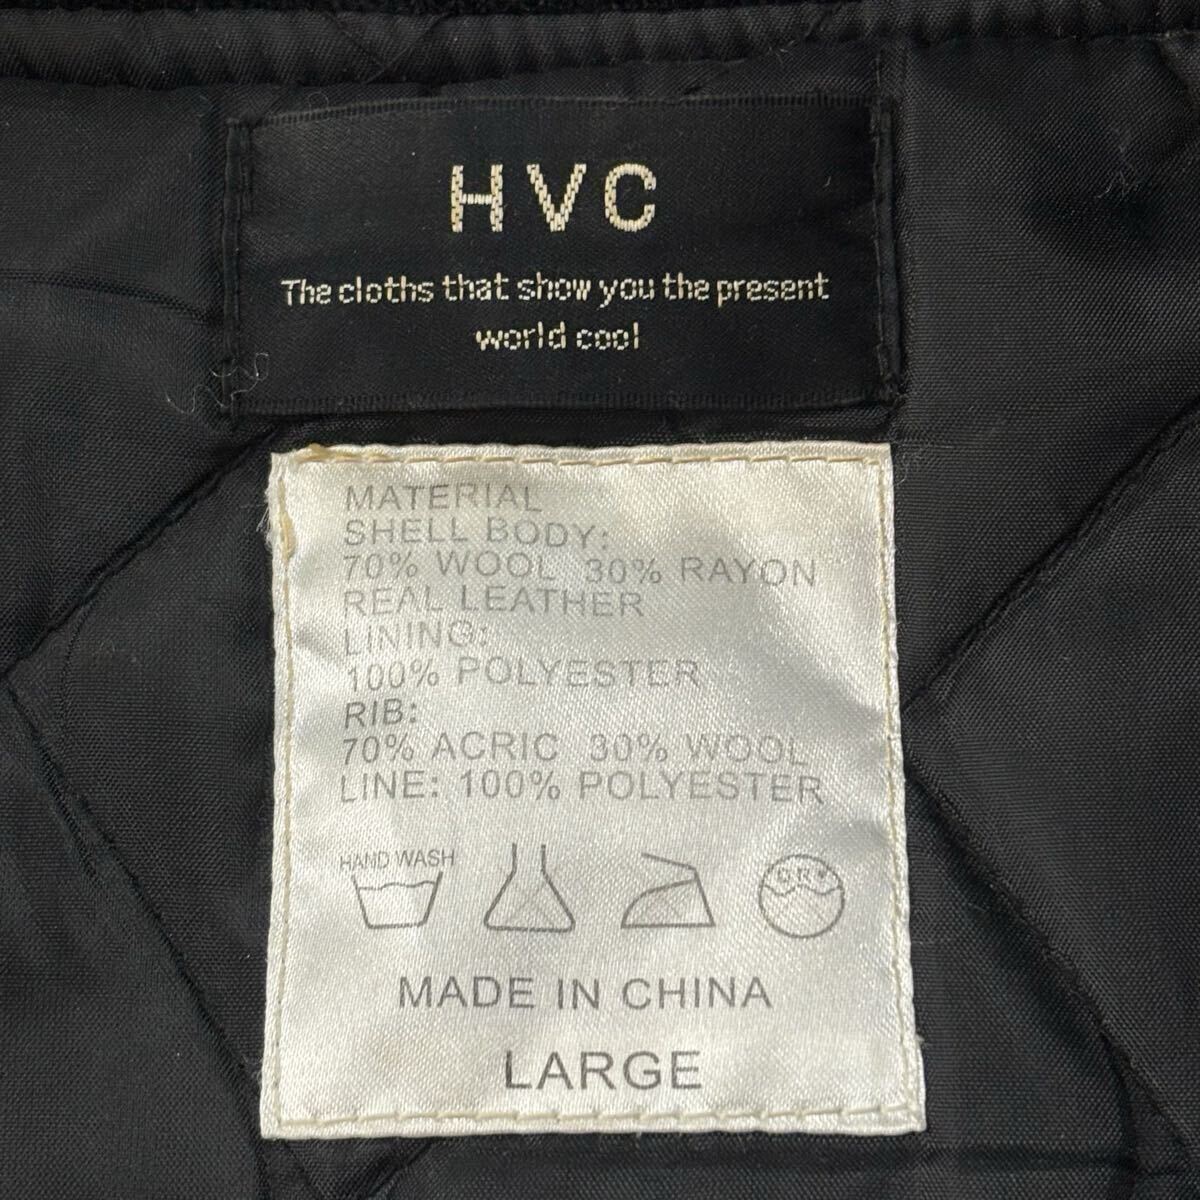 HVC
The cloths that show you the present
world cool
MATERIAL
SHELL BODY:
70% WOOL 30% RAYON
REAL LEATHER
LINING:
100% POLYESTER
RIB:
70% ACRIC 30% WOOL
LINE: 100% POLYESTER
HAND WASH
DRY
MADE IN CHINA
LARGE